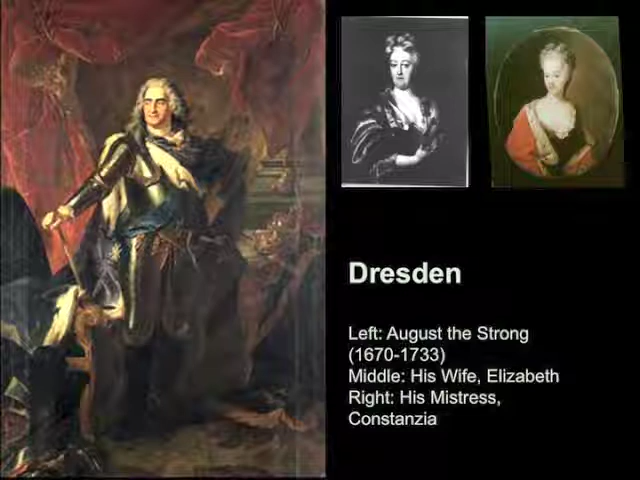 Dresden
Left: August the Strong
(1670-1733)
Middle: His Wife, Elizabeth
Right: His Mistress,
Constanzia